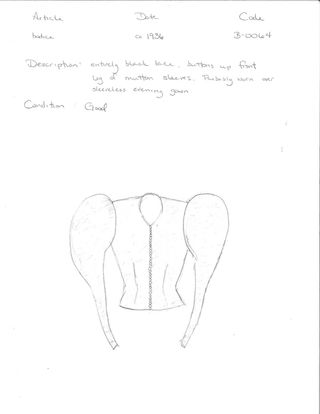 Article Date Code
bodice ca 1936 B-0064
Description: entirely black lace, buttons up front
leg o' mutton sleeves. Probably worn over
sleeveless evening gown
Condition: Good